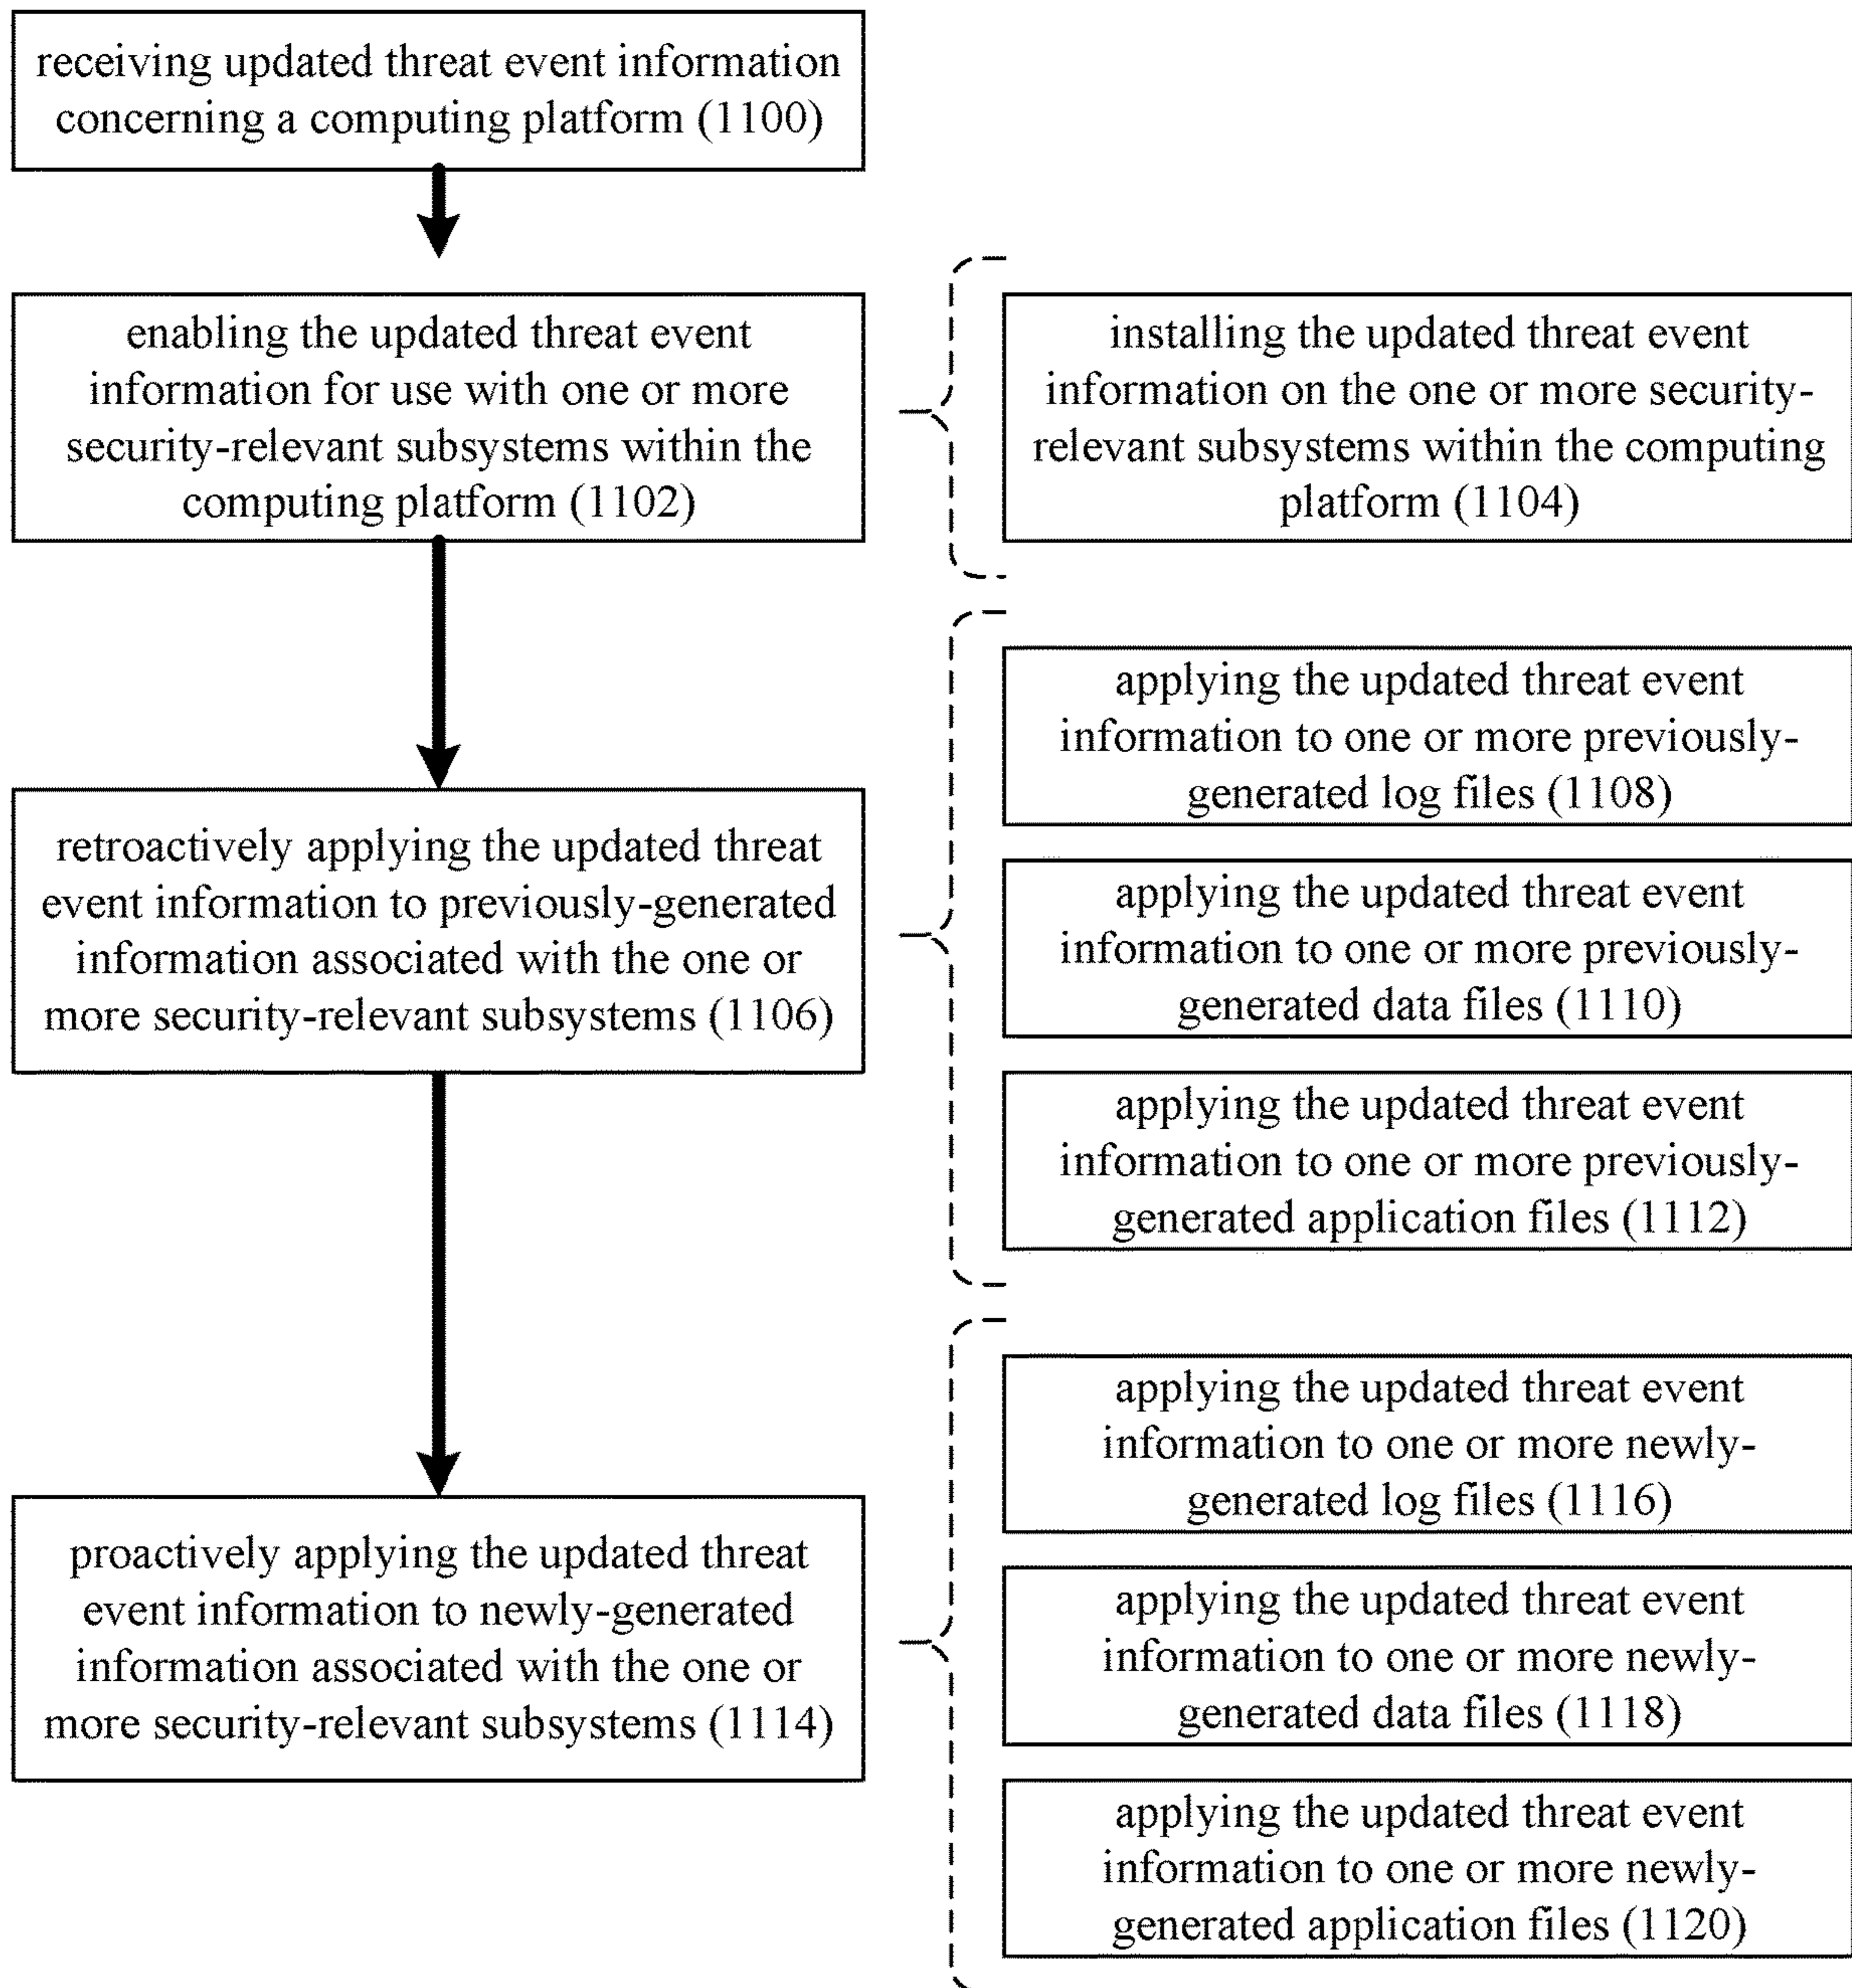 receiving updated threat event information
concerning a computing platform (1100)
enabling the updated threat event
information for use with one or more
security-relevant subsystems within the
computing platform (1102)
installing the updated threat event
information on the one or more security-
relevant subsystems within the computing
platform (1104)
retroactively applying the updated threat
event information to previously-generated
information associated with the one or
more security-relevant subsystems (1106)
applying the updated threat event
information to one or more previously-
generated log files (1108)
applying the updated threat event
information to one or more previously-
generated data files (1110)
applying the updated threat event
information to one or more previously-
generated application files (1112)
proactively applying the updated threat
event information to newly-generated
information associated with the one or
more security-relevant subsystems (1114)
applying the updated threat event
information to one or more newly-
generated log files (1116)
applying the updated threat event
information to one or more newly-
generated data files (1118)
applying the updated threat event
information to one or more newly-
generated application files (1120)